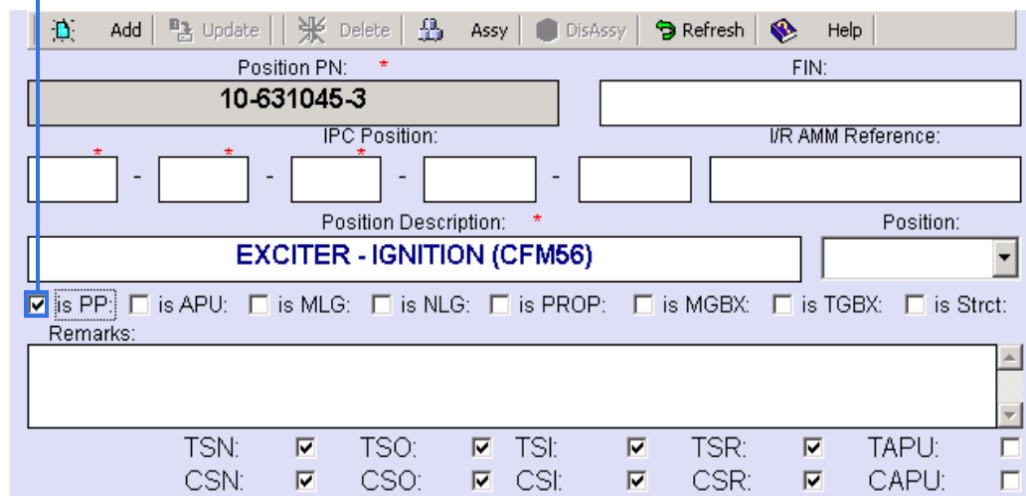 Add Update Delete Assy DisAssy Refresh Help
Position PN: * FIN:
10-631045-3
IPC Position: I/R AMM Reference:
* * *
- - - -
Position Description: * Position:
EXCITER - IGNITION (CFM56)
is PP: is APU: is MLG: is NLG: is PROP: is MGBX: is TGBX: is Strct:
Remarks:
TSN: TSO: TSI: TSR: TAPU:
CSN: CSO: CSI: CSR: CAPU: